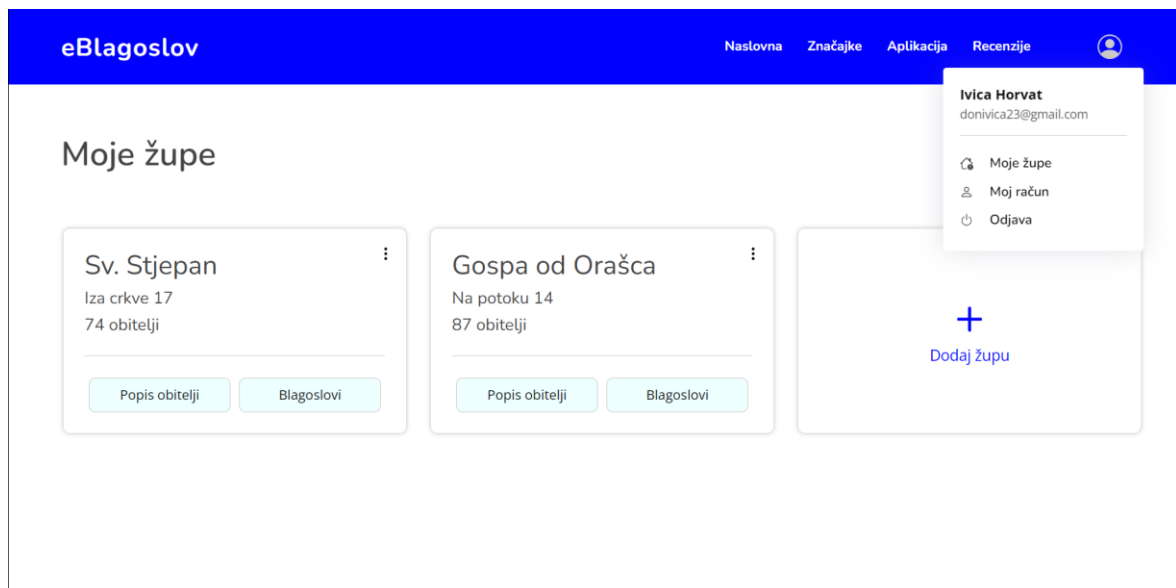 eBlagoslov
Naslovna Značajke Aplikacija Recenzije
Ivica Horvat
donivica23@gmail.com
Moje župe
Moj račun
Odjava
Moje župe
Sv. Stjepan
Iza crkve 17
74 obitelji
Popis obitelji Blagoslovi
Gospa od Orašca
Na potoku 14
87 obitelji
Popis obitelji Blagoslovi
Dodaj župu